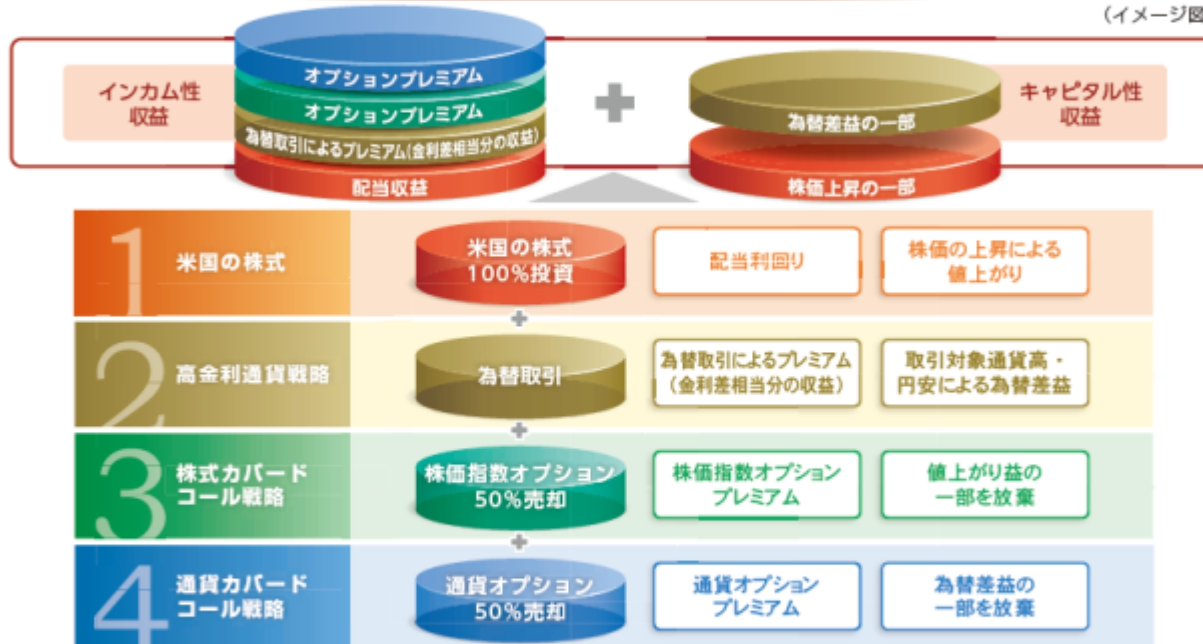 (イメージ図
インカム性
収益
オプションプレミアム
オプションプレミアム
為替取引によるプレミアム(金利差相当分の収益)
配当収益
+
為替差益の一部
株価上昇の一部
キャピタル性
収益
1
米国の株式
米国の株式
100%投資
配当利回り
株価の上昇による
値上がり
+
2
高金利通貨戦略
為替取引
為替取引によるプレミアム
(金利差相当分の収益)
取引対象通貨高・
円安による為替差益
+
3
株式カバード
コール戦略
株価指数オプション
50%売却
株価指数オプション
プレミアム
値上がり益の
一部を放棄
+
4
通貨カバード
コール戦略
通貨オプション
50%売却
通貨オプション
プレミアム
為替差益の
一部を放棄